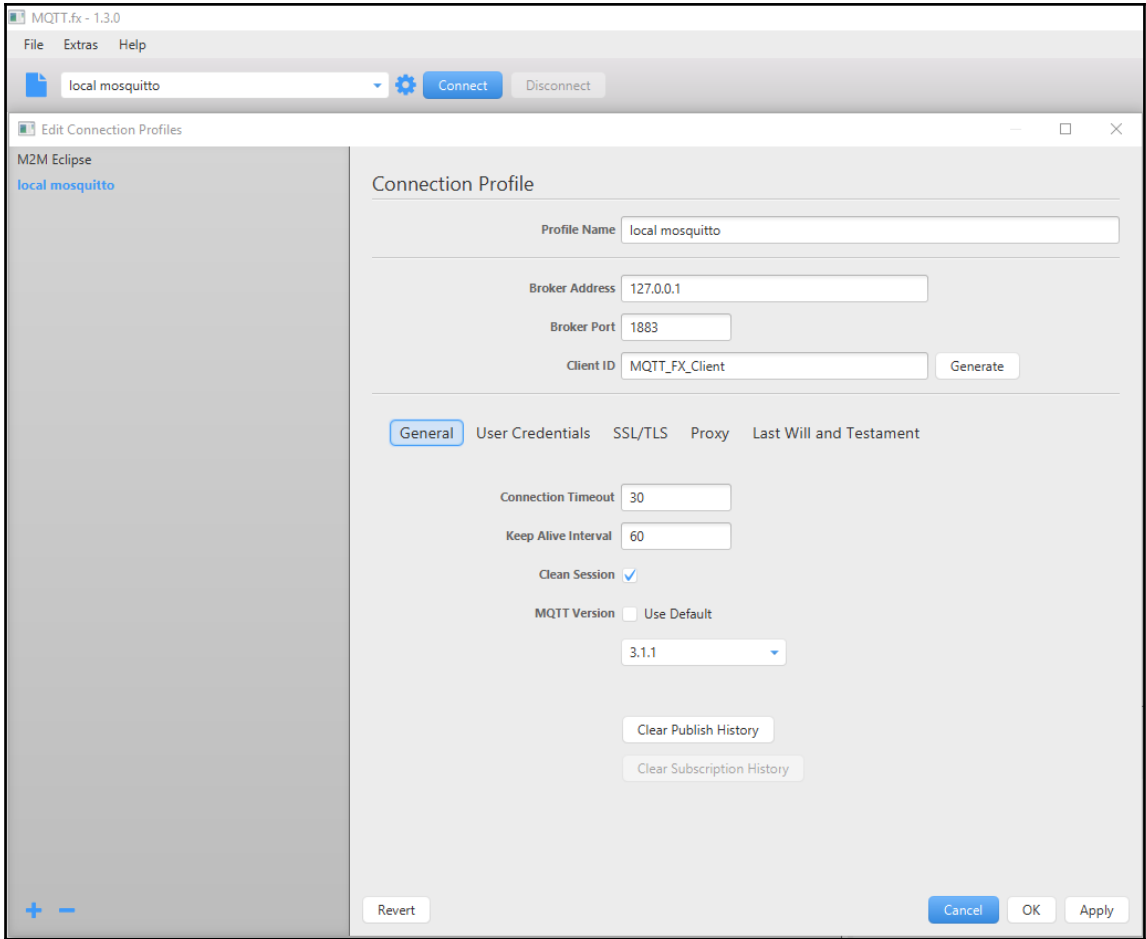 MQTT.fx - 1.3.0
File Extras Help
local mosquitto Connect Disconnect
Edit Connection Profiles
M2M Eclipse
local mosquitto
Connection Profile
Profile Name local mosquitto
Broker Address 127.0.0.1
Broker Port 1883
Client ID MQTT_FX_Client Generate
General User Credentials SSL/TLS Proxy Last Will and Testament
Connection Timeout 30
Keep Alive Interval 60
Clean Session
MQTT Version Use Default
3.1.1
Clear Publish History
Clear Subscription History
Revert Cancel OK Apply